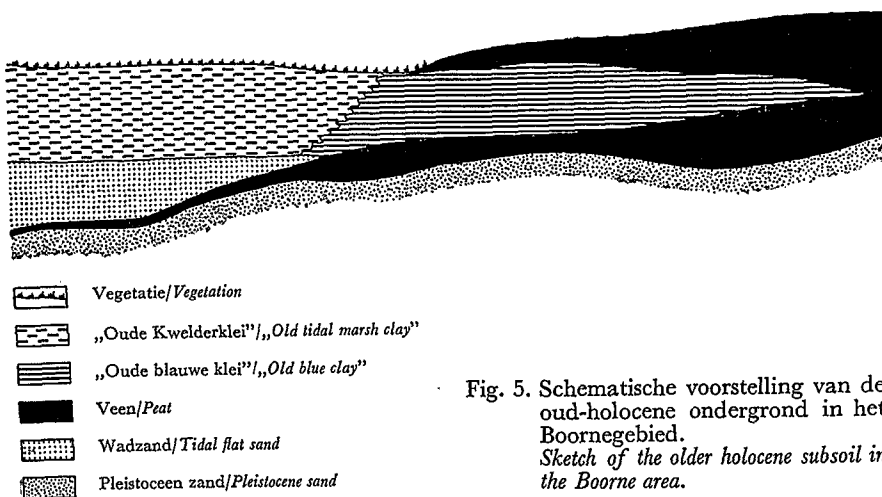 Vegetatie/Vegetation
„Oude Kwelderklei”/„Old tidal marsh clay”
„Oude blauwe klei”/„Old blue clay”
Veen/Peat
Wadzand/Tidal flat sand
Pleistoceen zand/Pleistocene sand
Fig. 5. Schematische voorstelling van de
oud-holocene ondergrond in het
Boornegebied.
Sketch of the older holocene subsoil in
the Boorne area.